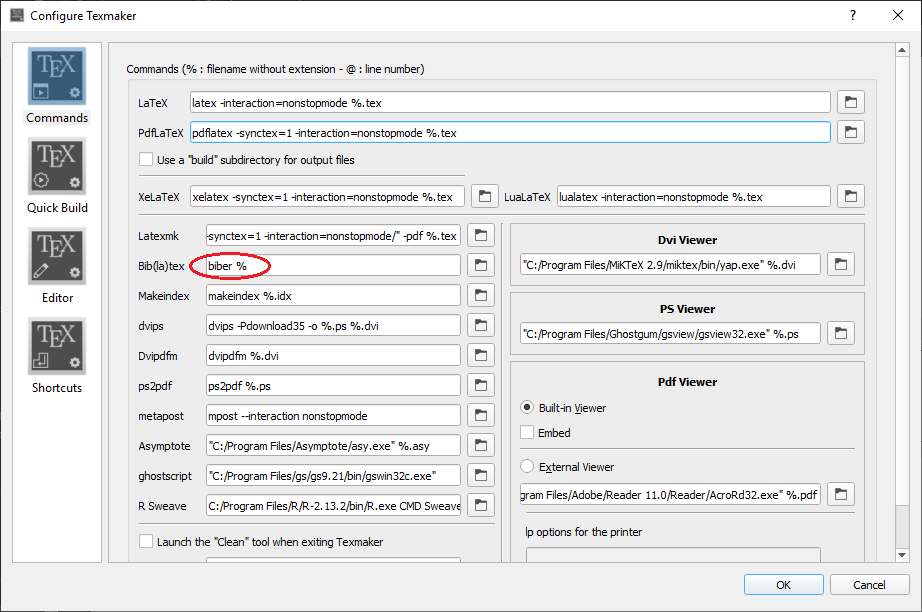 Configure Texmaker
?
TEX
Commands
TEX
Quick Build
TEX
Editor
TEX
Shortcuts
Commands (% : filename without extension - @ : line number)
LaTeX latex -interaction=nonstopmode %.tex
PdfLaTeX pdflatex -synctex=1 -interaction=nonstopmode %.tex
Use a "build" subdirectory for output files
XeLaTeX xelatex -synctex=1 -interaction=nonstopmode %.tex LuaLaTeX lualatex -interaction=nonstopmode %.tex
Latexmk -synctex=1 -interaction=nonstopmode/" -pdf %.tex
Bib(la)tex biber %
Makeindex makeindex %.idx
dvips dvips -Pdownload35 -o %.ps %.dvi
Dvipdfm dvipdfm %.dvi
ps2pdf ps2pdf %.ps
metapost mpost --interaction nonstopmode
Asymptote "C:/Program Files/Asymptote/asy.exe" %.asy
ghostscript "C:/Program Files/gs/gs9.21/bin/gswin32c.exe"
R Sweave C:/Program Files/R/R-2.13.2/bin/R.exe CMD Sweave
Launch the "Clean" tool when exiting Texmaker
Dvi Viewer
"C:/Program Files/MiKTeX 2.9/miktex/bin/yap.exe" %.dvi
PS Viewer
"C:/Program Files/Ghostgum/gsview/gsview32.exe" %.ps
Pdf Viewer
Built-in Viewer
Embed
External Viewer
gram Files/Adobe/Reader 11.0/Reader/AcroRd32.exe" %.pdf
lp options for the printer
OK
Cancel